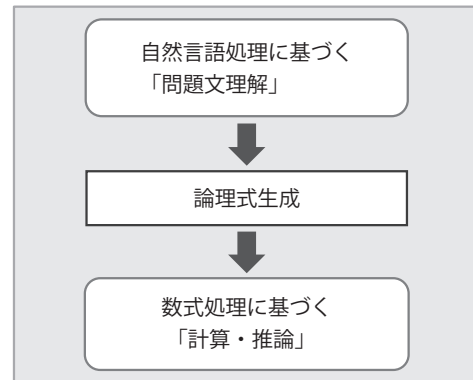 自然言語処理に基づく
「問題文理解」
論理式生成
数式処理に基づく
「計算・推論」